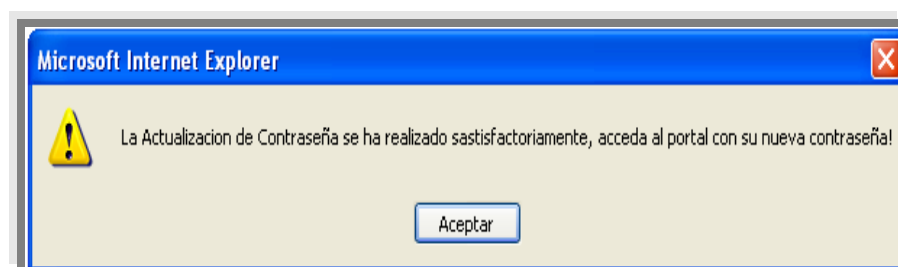 Microsoft Internet Explorer
La Actualizacion de Contraseña se ha realizado sastisfactoriamente, acceda al portal con su nueva contraseña!
Aceptar